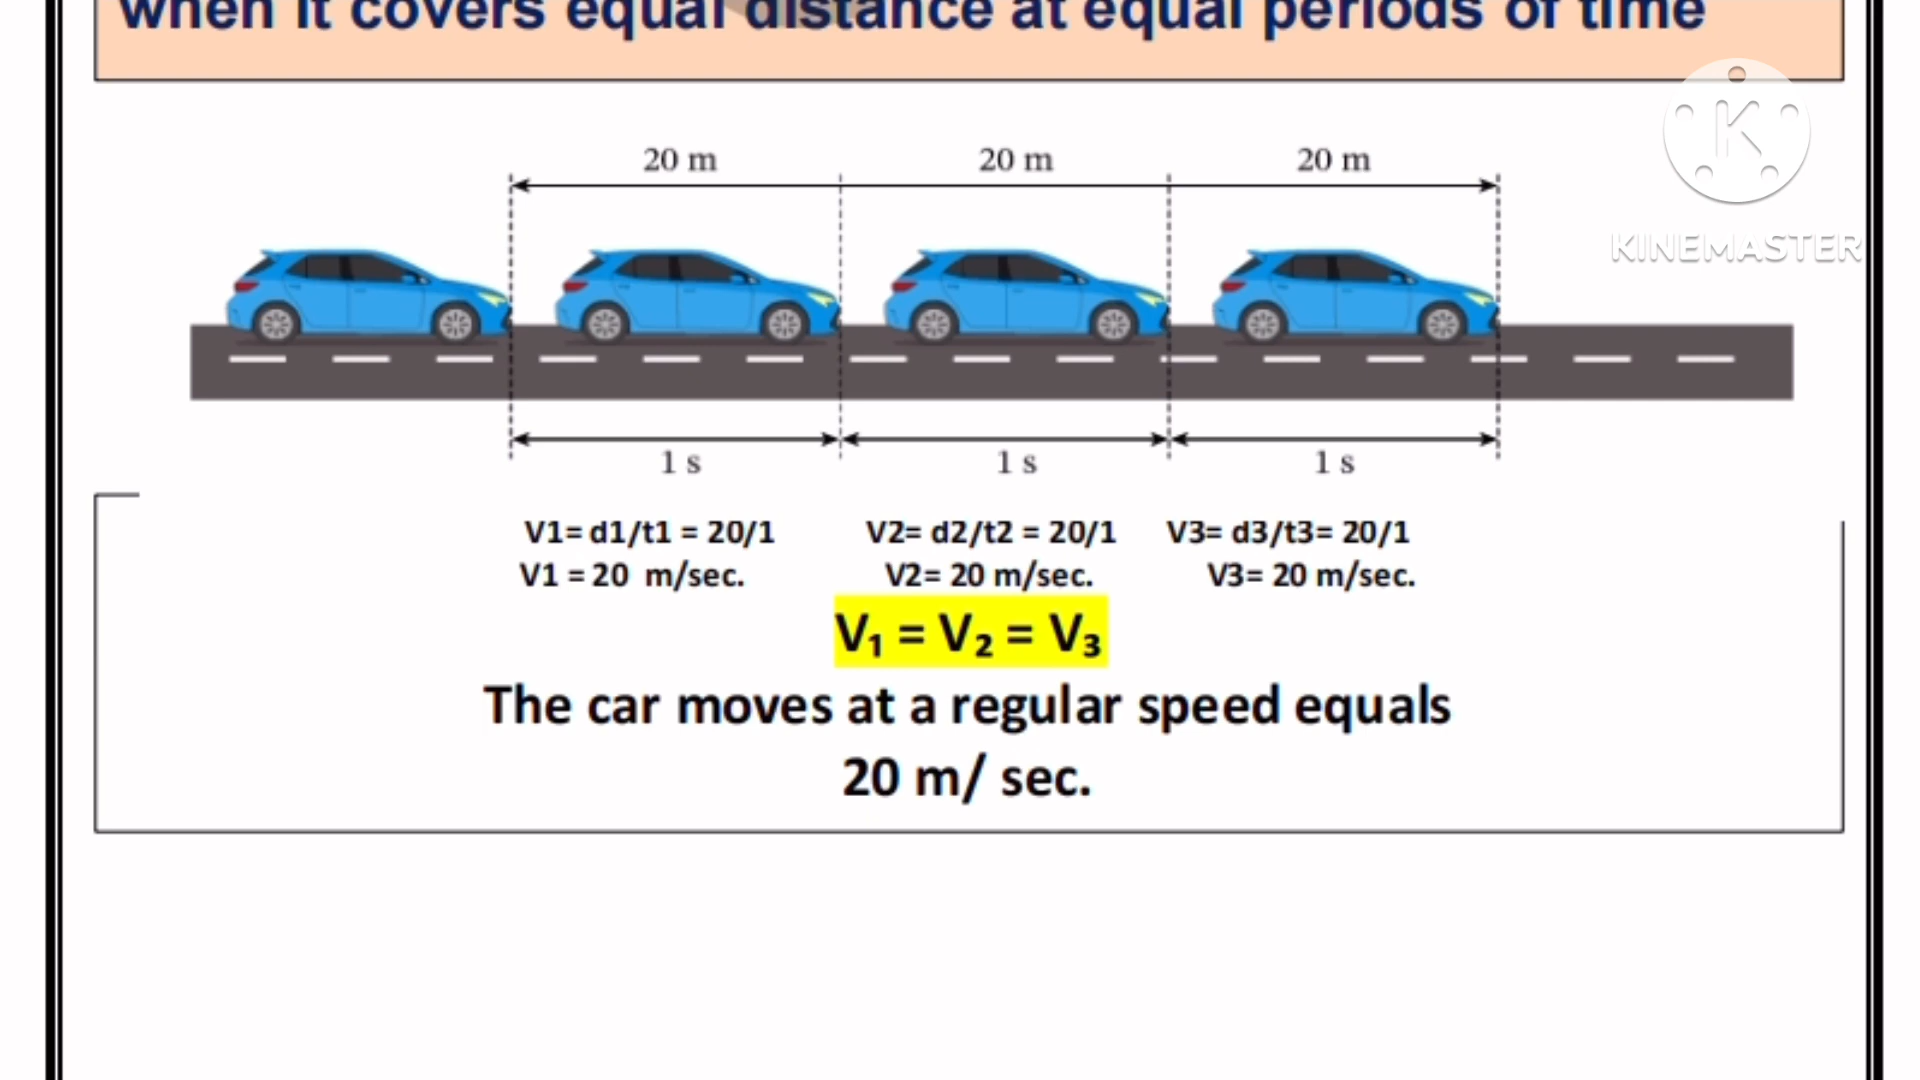 when it covers equal distance at equal periods of time
20 m 20 m 20 m
K
KINEMASTER
1 s 1 s 1 s
V1= d1/t1 = 20/1 V2= d2/t2 = 20/1 V3= d3/t3= 20/1
V1 = 20 m/sec. V2= 20 m/sec. V3= 20 m/sec.
V₁ = V₂ = V₃
The car moves at a regular speed equals
20 m/ sec.